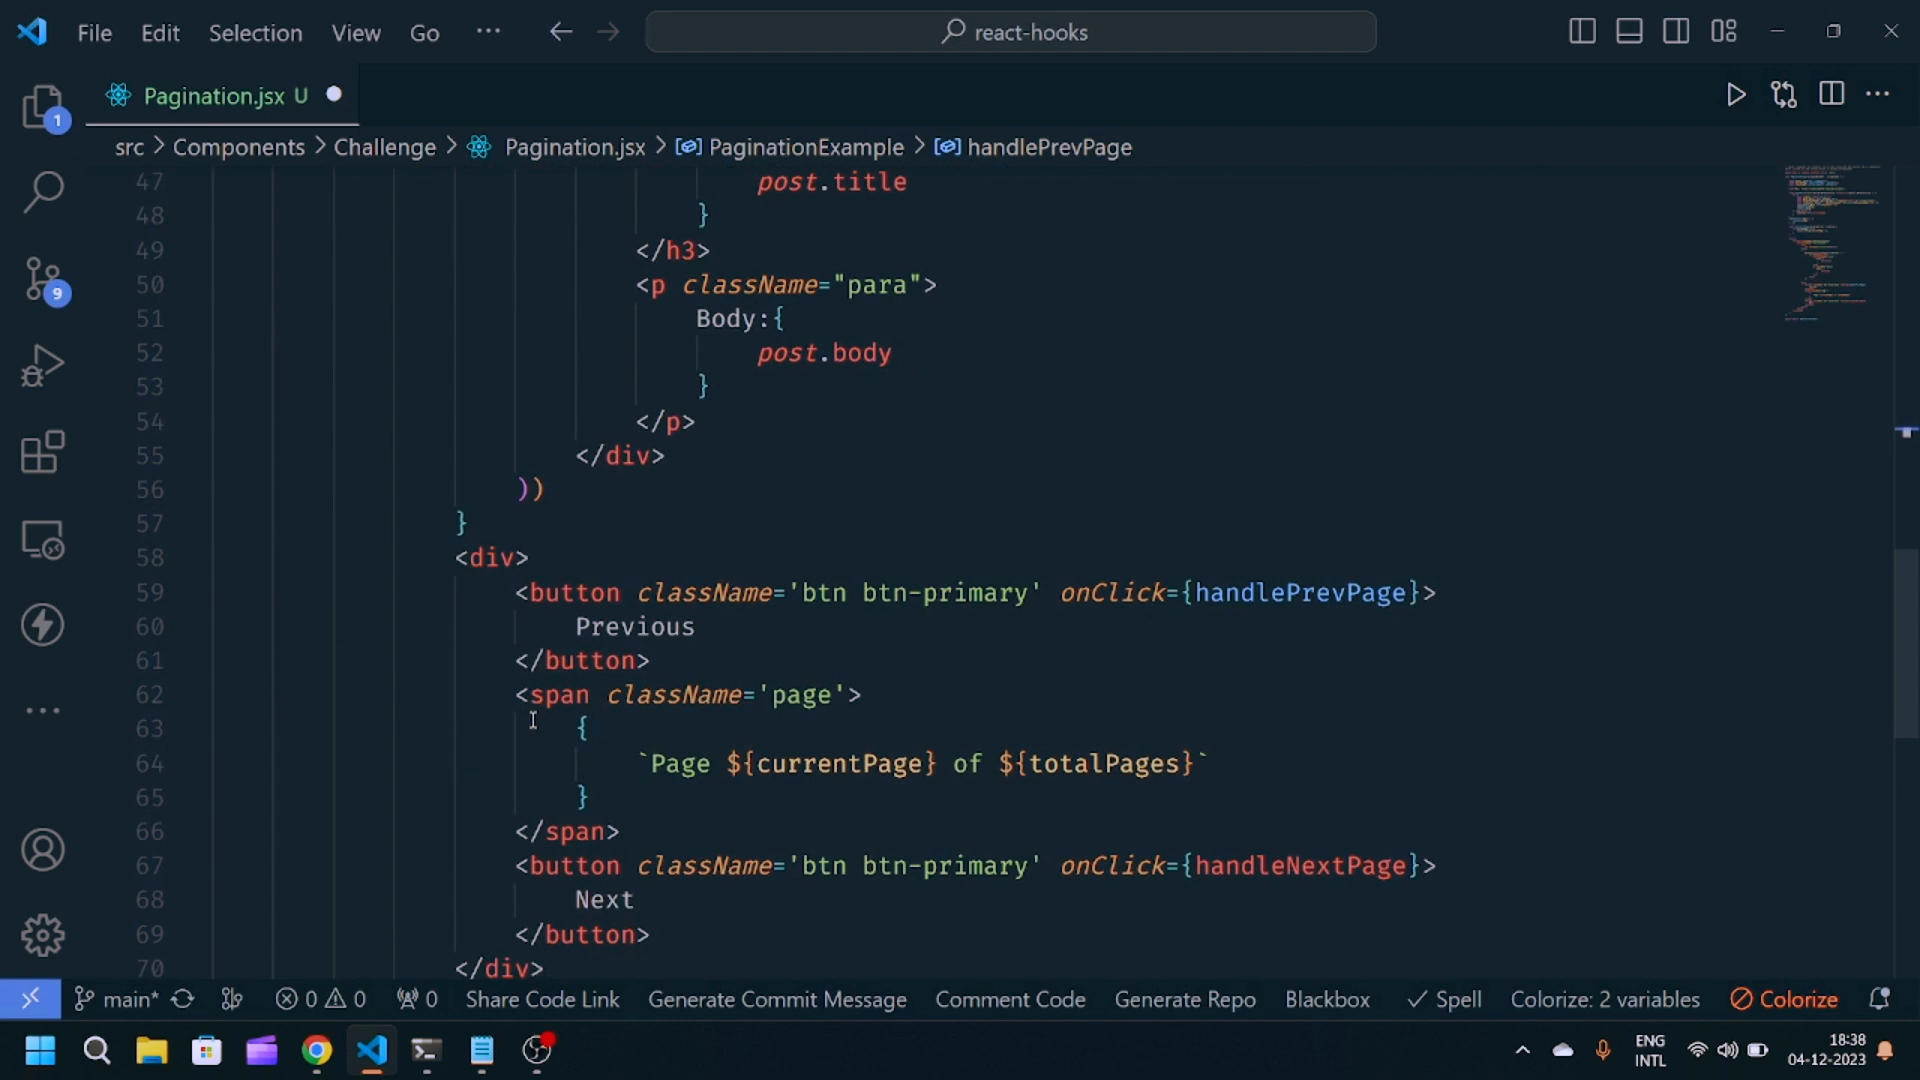 File Edit Selection View Go ··· react-hooks
Pagination.jsx U
1
src > Components > Challenge > Pagination.jsx > PaginationExample > handlePrevPage
47 post.title
48 }
49 </h3>
50 <p className="para">
51 Body:{
52 post.body
53 }
54 </p>
55 </div>
56 ))
57 }
58 <div>
59 <button className='btn btn-primary' onClick={handlePrevPage}>
60 Previous
61 </button>
62 <span className='page'>
63 {
64 `Page ${currentPage} of ${totalPages}`
65 }
66 </span>
67 <button className='btn btn-primary' onClick={handleNextPage}>
68 Next
69 </button>
70 </div>
9
main* 0 0 0 Share Code Link Generate Commit Message Comment Code Generate Repo Blackbox Spell Colorize: 2 variables Colorize
ENG
INTL
18:38
04-12-2023